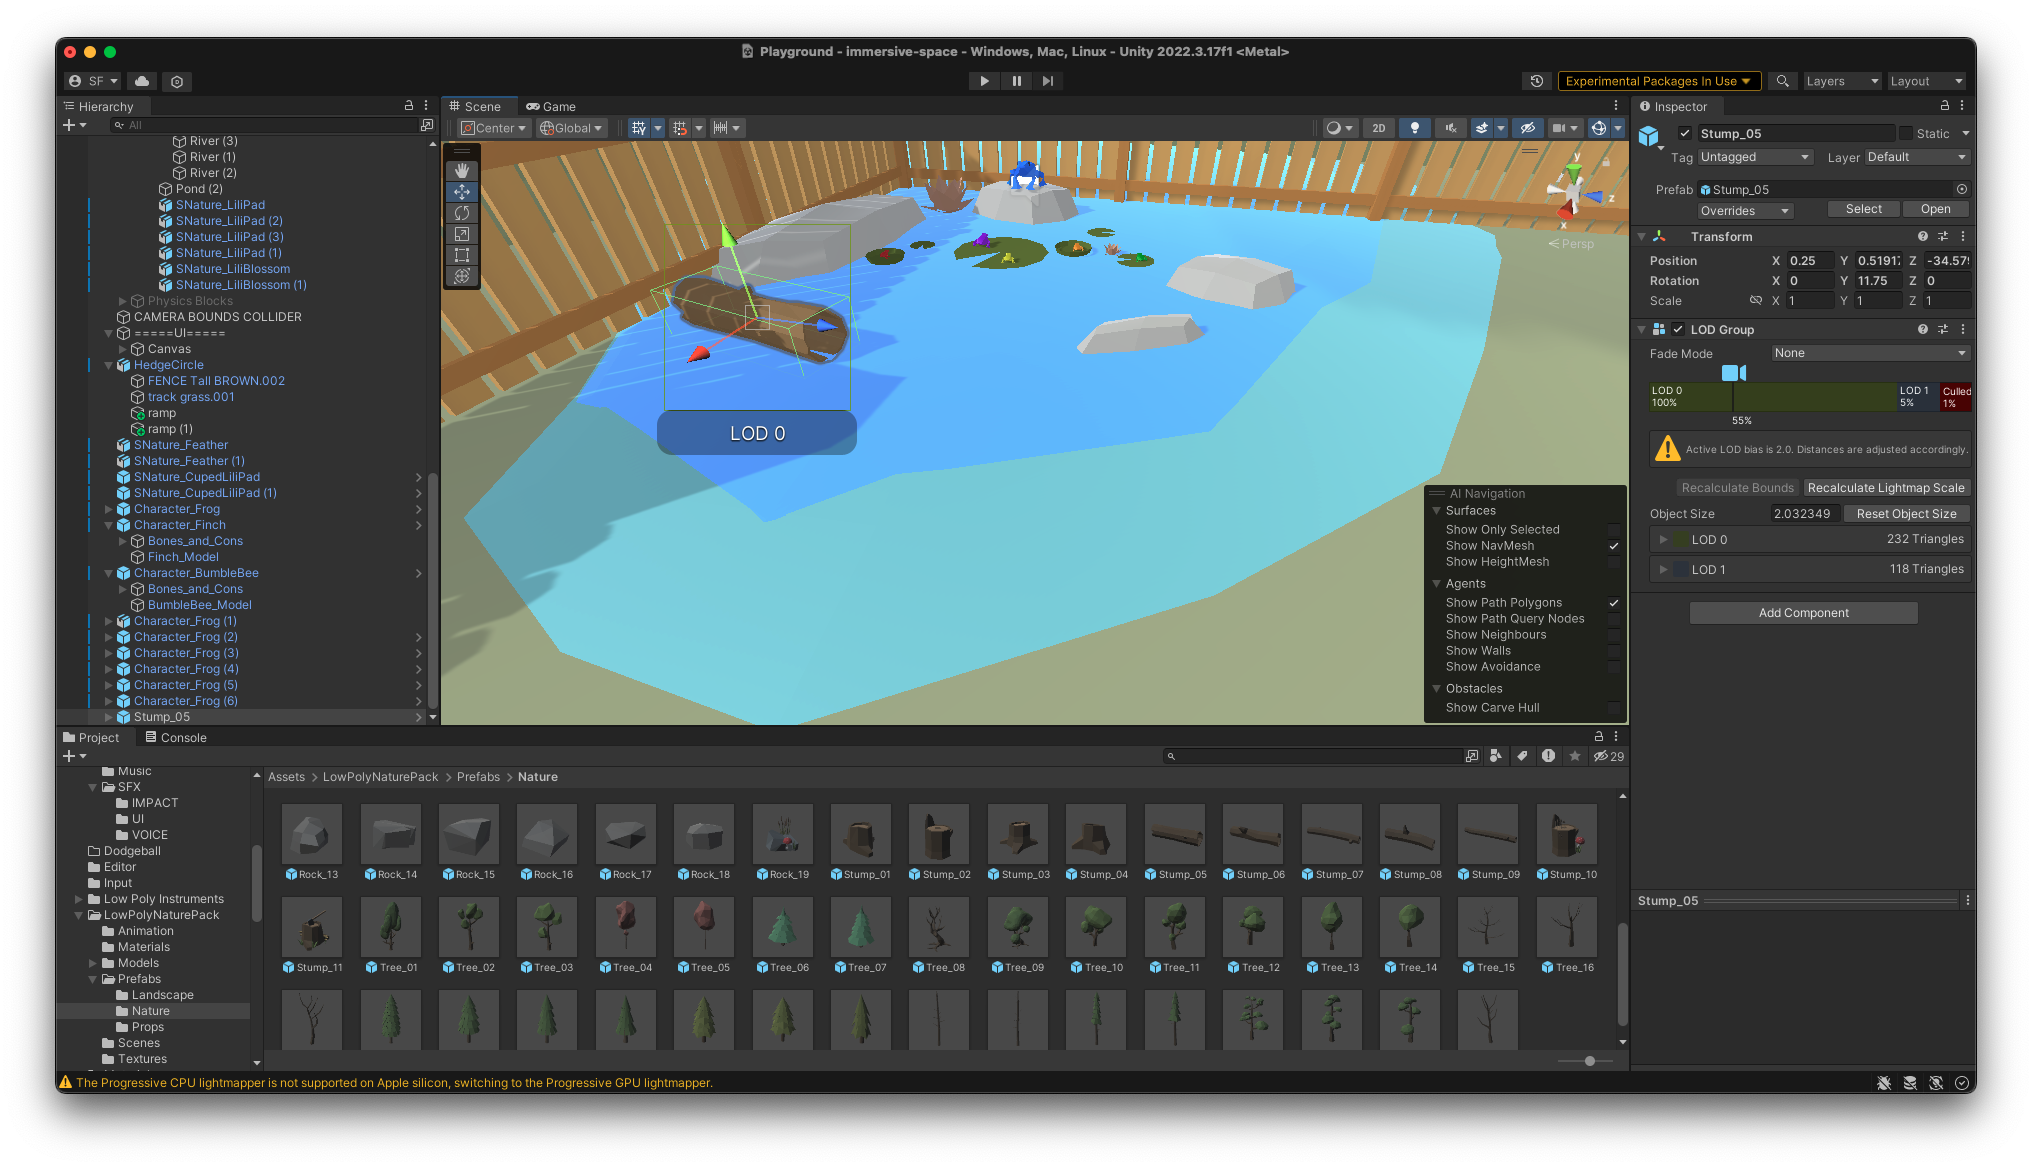 Playground - immersive-space - Windows, Mac, Linux - Unity 2022.3.17f1 <Metal>
SF
Experimental Packages In Use
Layers
Layout
Hierarchy
All
River (3)
River (1)
River (2)
Pond (2)
SNature_LiliPad
SNature_LiliPad (2)
SNature_LiliPad (3)
SNature_LiliPad (1)
SNature_LiliBlossom
SNature_LiliBlossom (1)
Physics Blocks
CAMERA BOUNDS COLLIDER
=====UI=====
Canvas
HedgeCircle
FENCE Tall BROWN.002
track grass.001
ramp
ramp (1)
SNature_Feather
SNature_Feather (1)
SNature_CupedLiliPad
SNature_CupedLiliPad (1)
Character_Frog
Character_Finch
Bones_and_Cons
Finch_Model
Character_BumbleBee
Bones_and_Cons
BumbleBee_Model
Character_Frog (1)
Character_Frog (2)
Character_Frog (3)
Character_Frog (4)
Character_Frog (5)
Character_Frog (6)
Stump_05
Scene
Game
Center
Global
2D
y
z
x
Persp
LOD 0
AI Navigation
Surfaces
Show Only Selected
Show NavMesh
Show HeightMesh
Agents
Show Path Polygons
Show Path Query Nodes
Show Neighbours
Show Walls
Show Avoidance
Obstacles
Show Carve Hull
Inspector
Stump_05
Static
Tag Untagged Layer Default
Prefab Stump_05
Overrides Select Open
Transform
Position X 0.25 Y 0.5191 Z -34.57
Rotation X 0 Y 11.75 Z 0
Scale X 1 Y 1 Z 1
LOD Group
Fade Mode None
LOD 0 LOD 1 Culled
100% 5% 1%
55%
Active LOD bias is 2.0. Distances are adjusted accordingly.
Recalculate Bounds Recalculate Lightmap Scale
Object Size 2.032349 Reset Object Size
LOD 0 232 Triangles
LOD 1 118 Triangles
Add Component
Stump_05
Project
Console
29
Music
SFX
IMPACT
UI
VOICE
Dodgeball
Editor
Input
Low Poly Instruments
LowPolyNaturePack
Animation
Materials
Models
Prefabs
Landscape
Nature
Props
Scenes
Textures
Assets > LowPolyNaturePack > Prefabs > Nature
Rock_13 Rock_14 Rock_15 Rock_16 Rock_17 Rock_18 Rock_19 Stump_01 Stump_02 Stump_03 Stump_04 Stump_05 Stump_06 Stump_07 Stump_08 Stump_09 Stump_10
Stump_11 Tree_01 Tree_02 Tree_03 Tree_04 Tree_05 Tree_06 Tree_07 Tree_08 Tree_09 Tree_10 Tree_11 Tree_12 Tree_13 Tree_14 Tree_15 Tree_16
The Progressive CPU lightmapper is not supported on Apple silicon, switching to the Progressive GPU lightmapper.